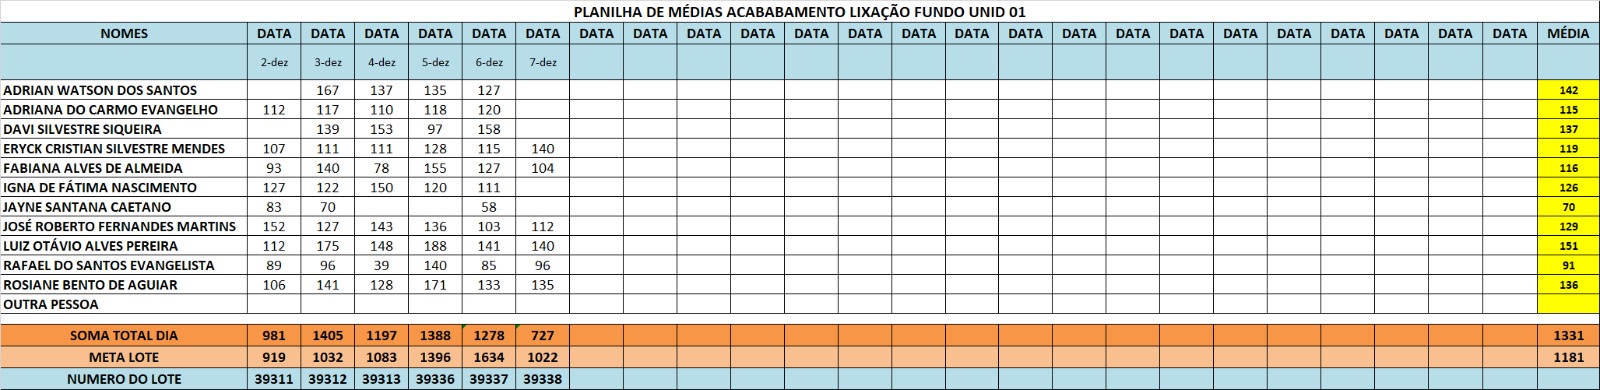 PLANILHA DE MÉDIAS ACABABAMENTO LIXAÇÃO FUNDO UNID 01
NOMES DATA DATA DATA DATA DATA DATA DATA DATA DATA DATA DATA DATA DATA DATA DATA DATA DATA DATA DATA DATA DATA DATA DATA DATA MÉDIA
2-dez 3-dez 4-dez 5-dez 6-dez 7-dez
ADRIAN WATSON DOS SANTOS 167 137 135 127 142
ADRIANA DO CARMO EVANGELHO 112 117 110 118 120 115
DAVI SILVESTRE SIQUEIRA 139 153 97 158 137
ERYCK CRISTIAN SILVESTRE MENDES 107 111 111 128 115 140 119
FABIANA ALVES DE ALMEIDA 93 140 78 155 127 104 116
IGNA DE FÁTIMA NASCIMENTO 127 122 150 120 111 126
JAYNE SANTANA CAETANO 83 70 58 70
JOSÉ ROBERTO FERNANDES MARTINS 152 127 143 136 103 112 129
LUIZ OTÁVIO ALVES PEREIRA 112 175 148 188 141 140 151
RAFAEL DO SANTOS EVANGELISTA 89 96 39 140 85 96 91
ROSIANE BENTO DE AGUIAR 106 141 128 171 133 135 136
OUTRA PESSOA
SOMA TOTAL DIA 981 1405 1197 1388 1278 727 1331
META LOTE 919 1032 1083 1396 1634 1022 1181
NUMERO DO LOTE 39311 39312 39313 39336 39337 39338